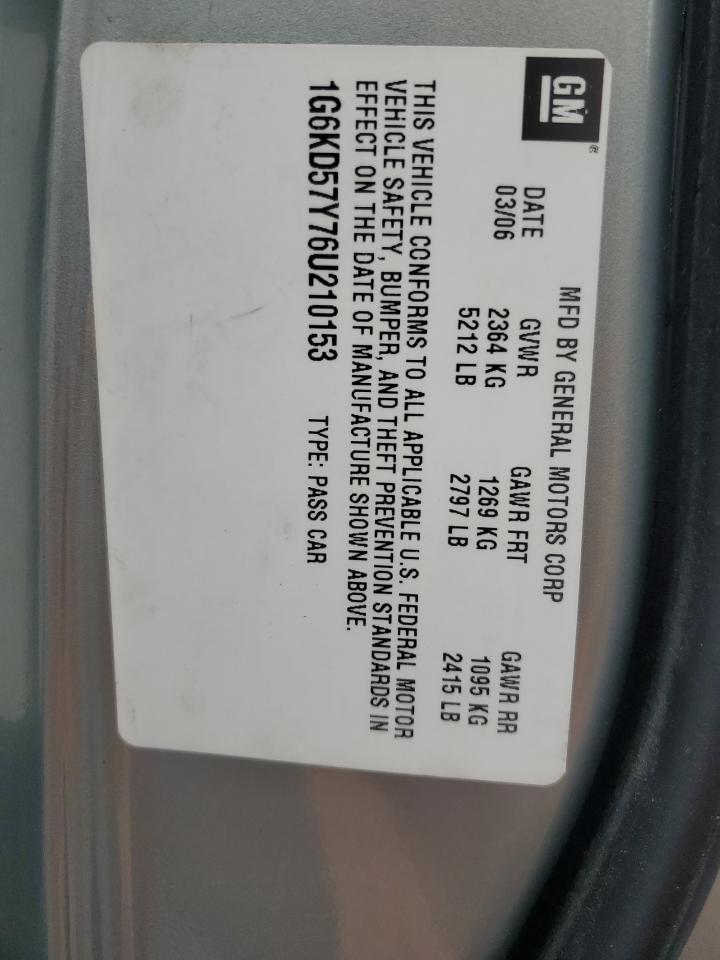 GM®
MFD BY GENERAL MOTORS CORP
DATE GVWR GAWR FRT GAWR RR
03/06 2364 KG 1269 KG 1095 KG
5212 LB 2797 LB 2415 LB
THIS VEHICLE CONFORMS TO ALL APPLICABLE U.S. FEDERAL MOTOR
VEHICLE SAFETY, BUMPER, AND THEFT PREVENTION STANDARDS IN
EFFECT ON THE DATE OF MANUFACTURE SHOWN ABOVE.
1G6KD57Y76U210153 TYPE: PASS CAR